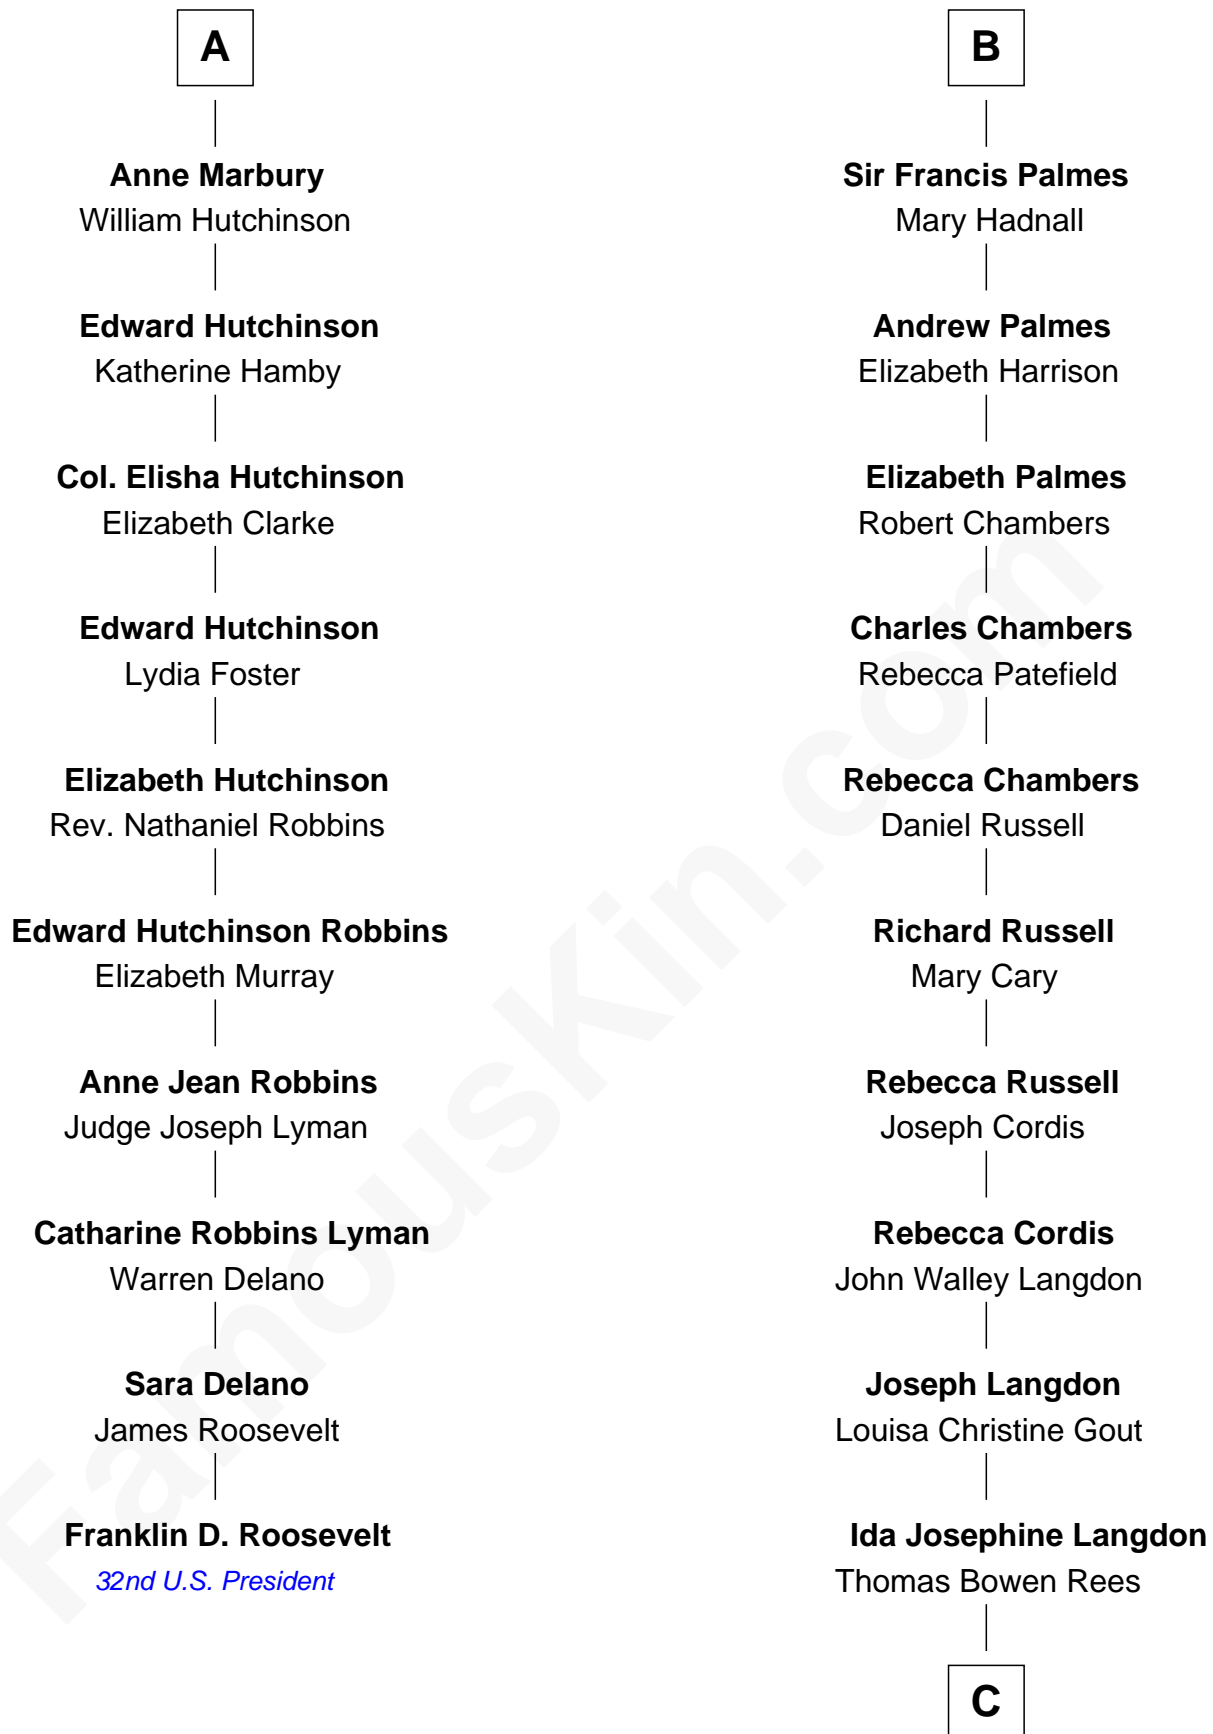 A
Anne Marbury
William Hutchinson
Edward Hutchinson
Katherine Hamby
Col. Elisha Hutchinson
Elizabeth Clarke
Edward Hutchinson
Lydia Foster
Elizabeth Hutchinson
Rev. Nathaniel Robbins
Edward Hutchinson Robbins
Elizabeth Murray
Anne Jean Robbins
Judge Joseph Lyman
Catharine Robbins Lyman
Warren Delano
Sara Delano
James Roosevelt
Franklin D. Roosevelt
32nd U.S. President
B
Sir Francis Palmes
Mary Hadnall
Andrew Palmes
Elizabeth Harrison
Elizabeth Palmes
Robert Chambers
Charles Chambers
Rebecca Patefield
Rebecca Chambers
Daniel Russell
Richard Russell
Mary Cary
Rebecca Russell
Joseph Cordis
Rebecca Cordis
John Walley Langdon
Joseph Langdon
Louisa Christine Gout
Ida Josephine Langdon
Thomas Bowen Rees
C
FamousKin.com